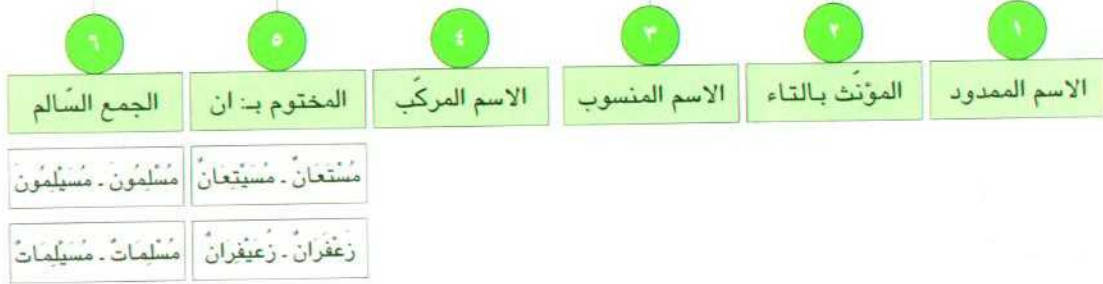 ١ ٢ ٣ ٤ ٥ ٦
الاسم الممدود المؤنّث بالتاء الاسم المنسوب الاسم المركّب المختوم بـ: ان الجمع السّالم
مُسْتَعَانٌ ـ مُسَيْتِعَانٌ مُسْلِمُونَ ـ مُسَيْلِمُونَ
زَعْفَرَانٌ ـ زُعَيْفِرَانٌ مُسْلِمَاتٌ ـ مُسَيْلِمَاتٌ